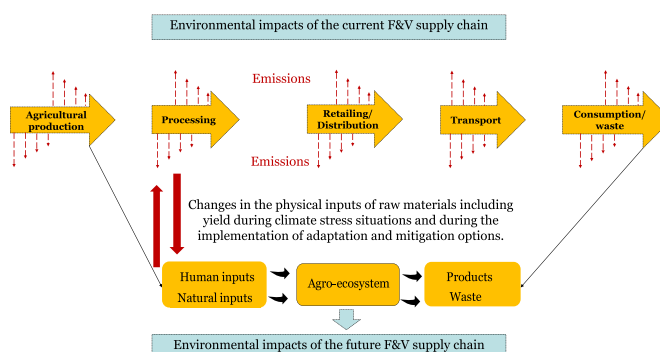 Environmental impacts of the current F&V supply chain
Emissions
Agricultural
production
Processing
Retailing/
Distribution
Transport
Consumption/
waste
Emissions
Changes in the physical inputs of raw materials including
yield during climate stress situations and during the
implementation of adaptation and mitigation options.
Human inputs
Natural inputs
Agro-ecosystem
Products
Waste
Environmental impacts of the future F&V supply chain